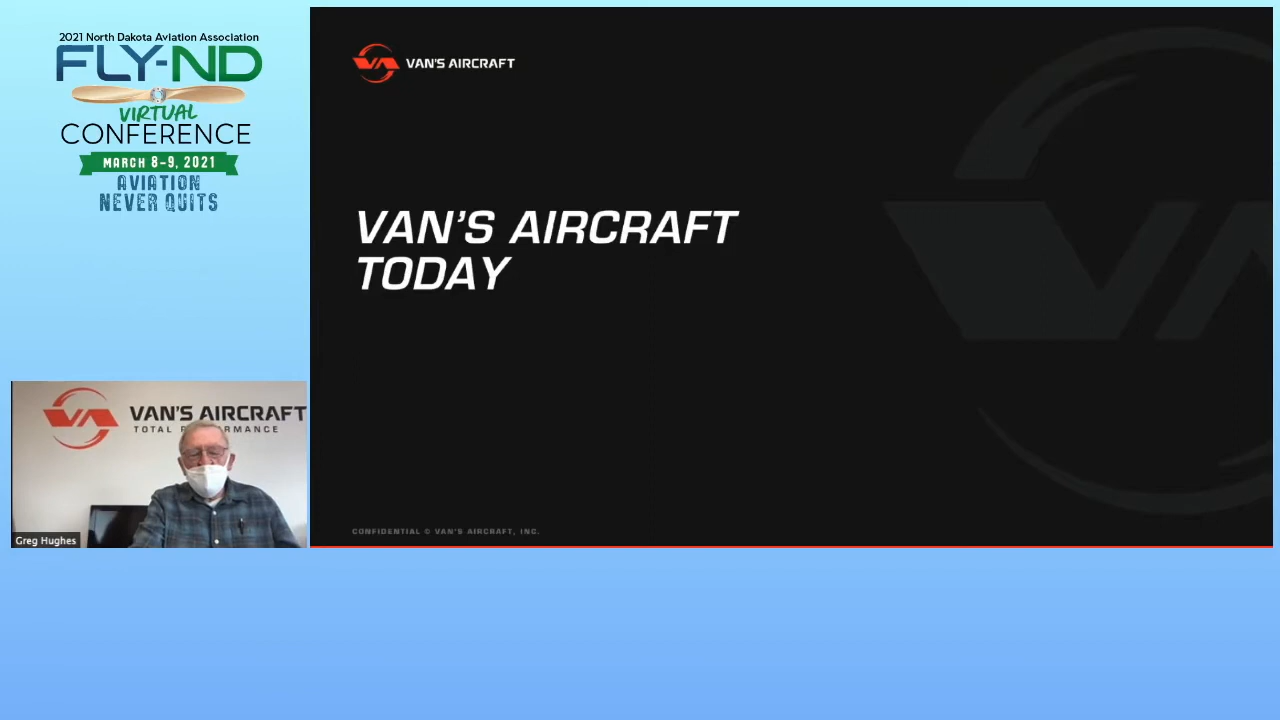 2021 North Dakota Aviation Association
FLY-ND
VIRTUAL
CONFERENCE
MARCH 8-9, 2021
AVIATION
NEVER QUITS
VAN'S AIRCRAFT
VAN'S AIRCRAFT
TODAY
CONFIDENTIAL © VAN'S AIRCRAFT, INC.
VAN'S AIRCRAFT
TOTAL
Greg Hughes